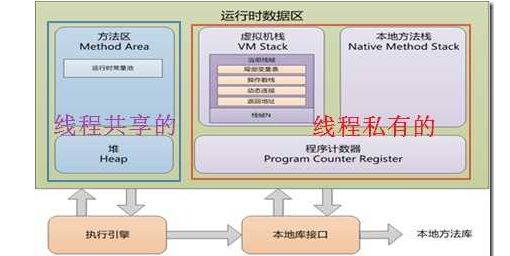 运行时数据区
方法区
Method Area
运行时常量池
线程共享的
堆
Heap
虚拟机栈
VM Stack
当前栈帧
局部变量表
操作数栈
动态连接
返回地址
栈帧N
本地方法栈
Native Method Stack
线程私有的
程序计数器
Program Counter Register
执行引擎
本地库接口
本地方法库